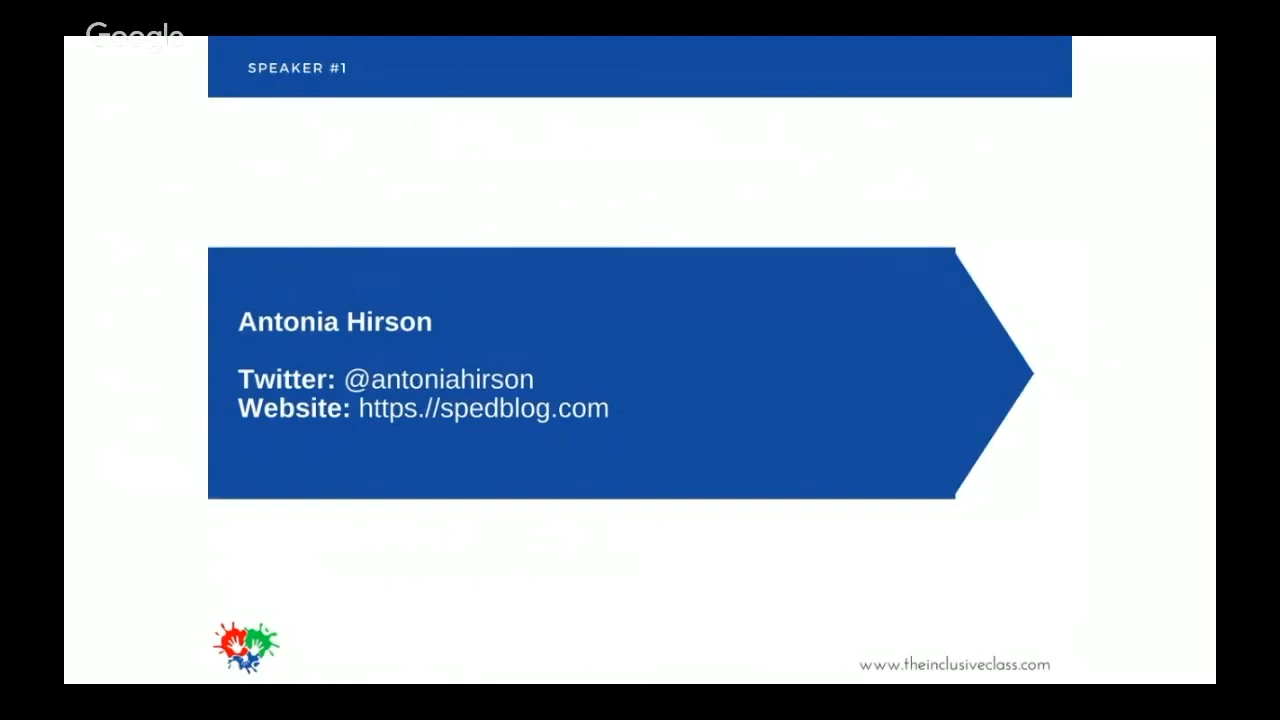 Google
SPEAKER #1
Antonia Hirson
Twitter: @antoniahirson
Website: https.//spedblog.com
www.theinclusiveclass.com